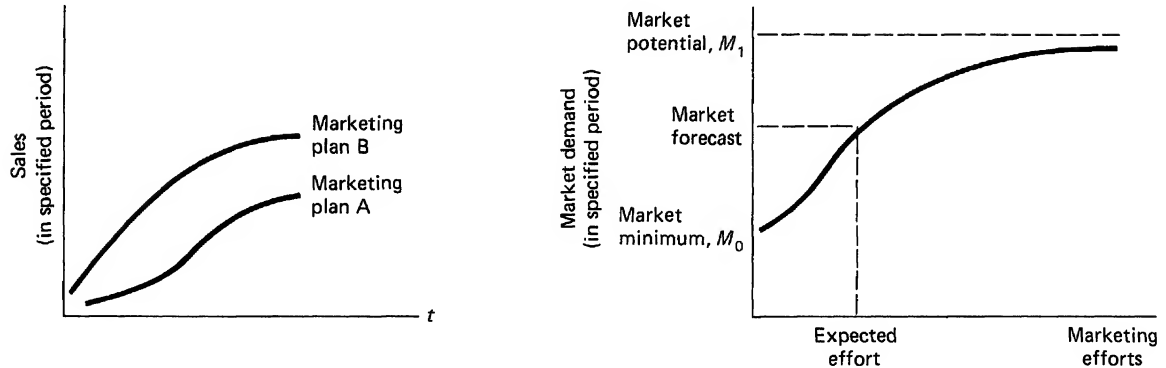 Sales
(in specified period)
Marketing
plan B
Marketing
plan A
t
Market demand
(in specified period)
Market
potential, M₁
Market
forecast
Market
minimum, M₀
Expected
effort
Marketing
efforts